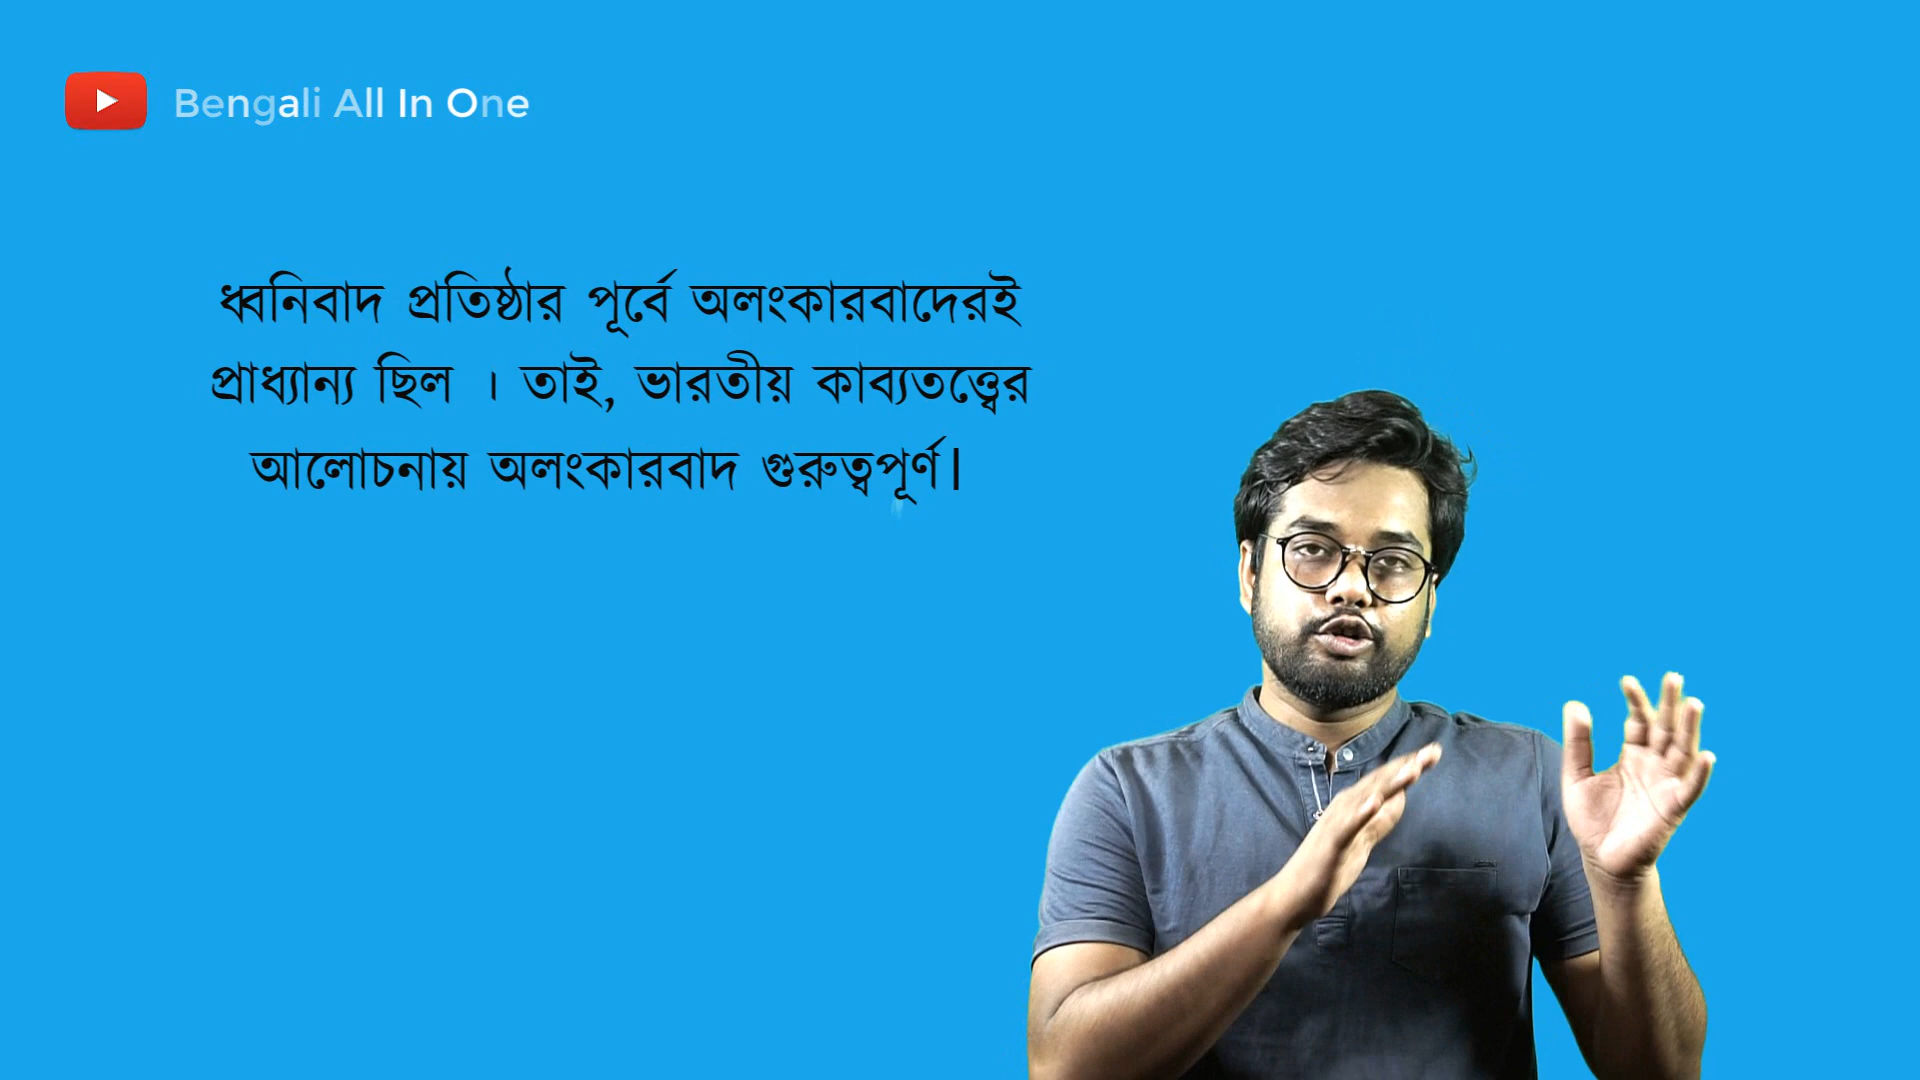 Bengali All In One
ধ্বনিবাদ প্রতিষ্ঠার পূর্বে অলংকারবাদেরই
প্রাধ্যান্য ছিল । তাই, ভারতীয় কাব্যতত্ত্বের
আলোচনায় অলংকারবাদ গুরুত্বপূর্ণ।